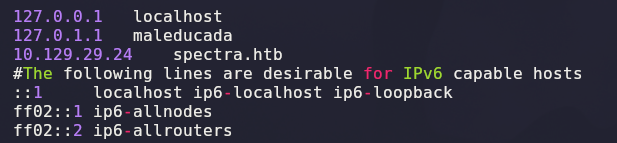 127.0.0.1   localhost
127.0.1.1   maleducada
10.129.29.24    spectra.htb
#The following lines are desirable for IPv6 capable hosts
::1     localhost ip6-localhost ip6-loopback
ff02::1 ip6-allnodes
ff02::2 ip6-allrouters